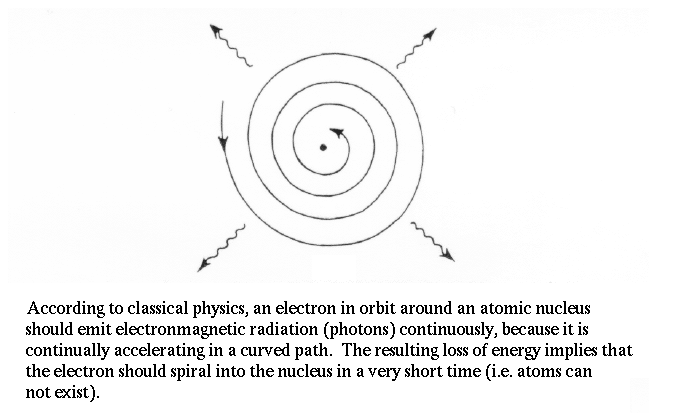 According to classical physics, an electron in orbit around an atomic nucleus
should emit electronmagnetic radiation (photons) continuously, because it is
continually accelerating in a curved path.  The resulting loss of energy implies that
the electron should spiral into the nucleus in a very short time (i.e. atoms can
not exist).